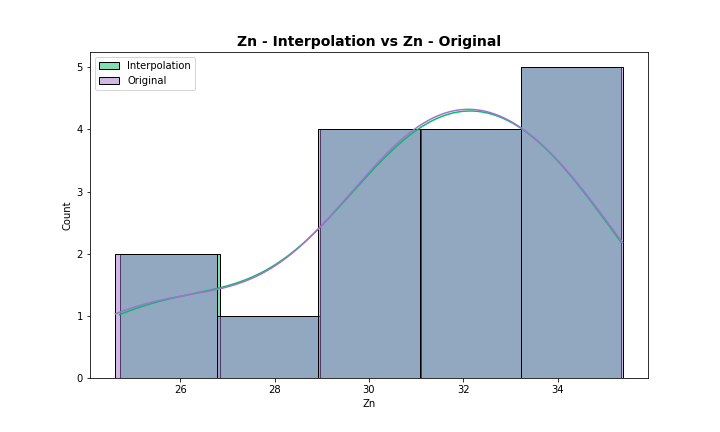 Zn - Interpolation vs Zn - Original
Interpolation
Original
5
4
3
2
1
0
Count
26 28 30 32 34
Zn